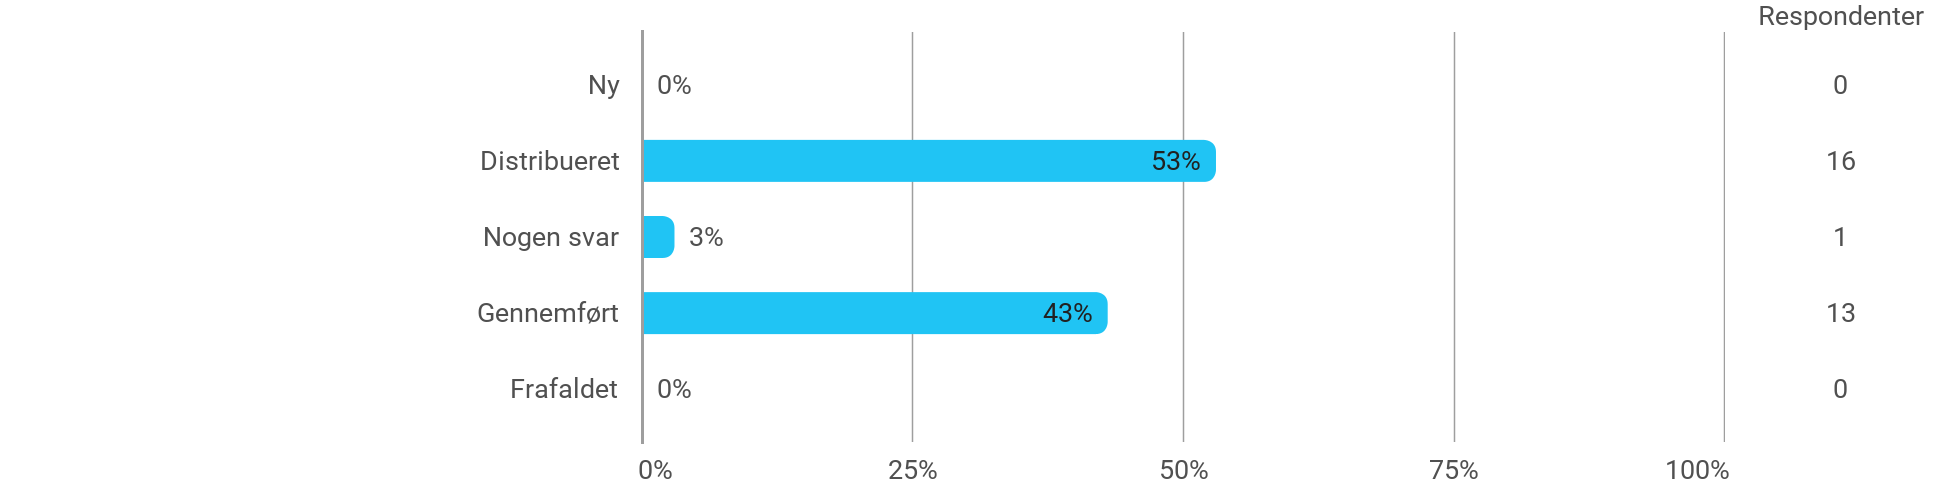 Respondenter
Ny 0% 0
Distribueret 53% 16
Nogen svar 3% 1
Gennemført 43% 13
Frafaldet 0% 0
0% 25% 50% 75% 100%